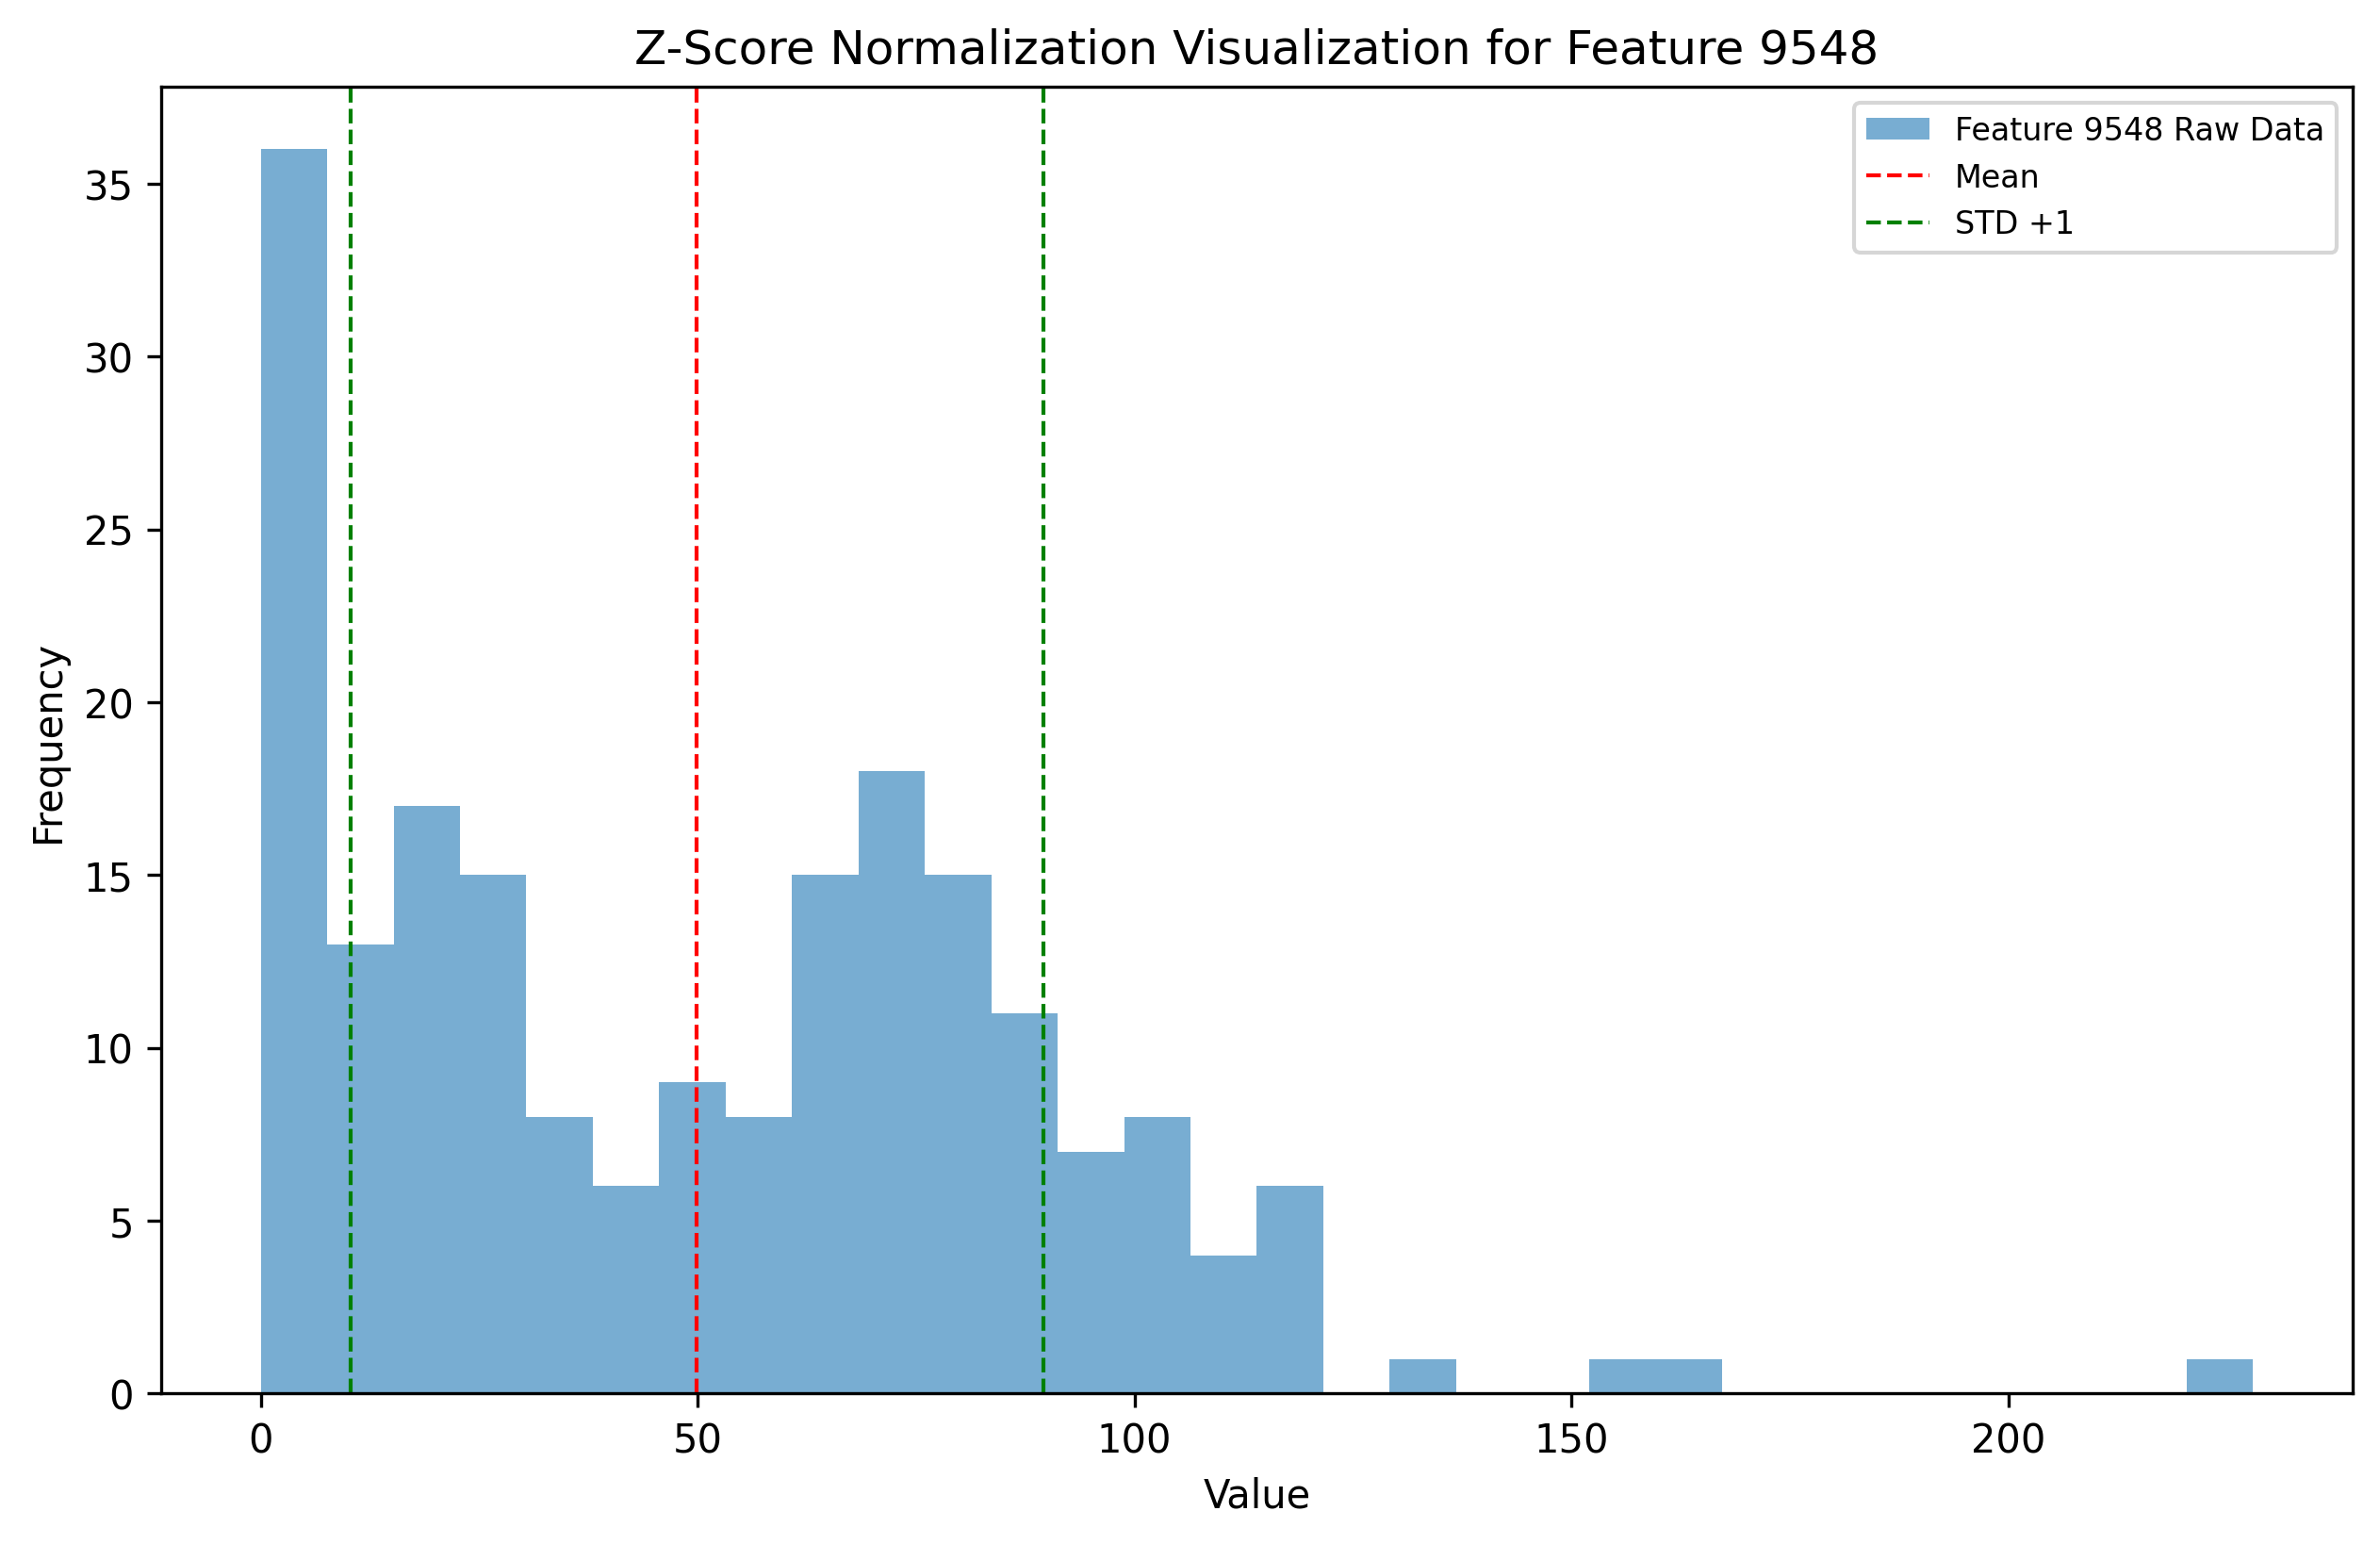 Z-Score Normalization Visualization for Feature 9548
Feature 9548 Raw Data
Mean
STD +1
Frequency
35
30
25
20
15
10
5
0
0 50 100 150 200
Value